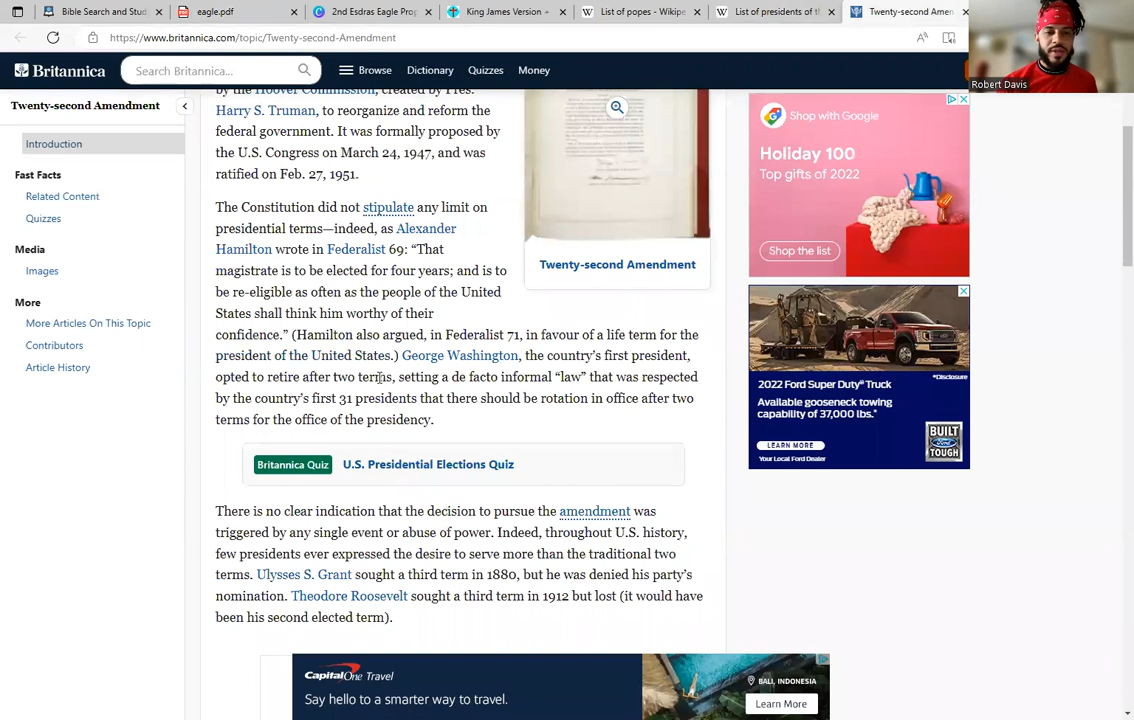 Bible Search and Stud
eagle.pdf
2nd Esdras Eagle Prop
King James Version +
List of popes - Wikipe
List of presidents of th
Twenty-second Amen
https://www.britannica.com/topic/Twenty-second-Amendment
Britannica
Search Britannica...
Browse
Dictionary
Quizzes
Money
Robert Davis
Twenty-second Amendment
Introduction
Fast Facts
Related Content
Quizzes
Media
Images
More
More Articles On This Topic
Contributors
Article History
by the Hoover Commission, created by Pres.
Harry S. Truman, to reorganize and reform the
federal government. It was formally proposed by
the U.S. Congress on March 24, 1947, and was
ratified on Feb. 27, 1951.
Twenty-second Amendment
The Constitution did not stipulate any limit on
presidential terms—indeed, as Alexander
Hamilton wrote in Federalist 69: “That
magistrate is to be elected for four years; and is to
be re-eligible as often as the people of the United
States shall think him worthy of their
confidence.” (Hamilton also argued, in Federalist 71, in favour of a life term for the
president of the United States.) George Washington, the country’s first president,
opted to retire after two terms, setting a de facto informal “law” that was respected
by the country’s first 31 presidents that there should be rotation in office after two
terms for the office of the presidency.
Britannica Quiz
U.S. Presidential Elections Quiz
There is no clear indication that the decision to pursue the amendment was
triggered by any single event or abuse of power. Indeed, throughout U.S. history,
few presidents ever expressed the desire to serve more than the traditional two
terms. Ulysses S. Grant sought a third term in 1880, but he was denied his party’s
nomination. Theodore Roosevelt sought a third term in 1912 but lost (it would have
been his second elected term).
Shop with Google
Holiday 100
Top gifts of 2022
Shop the list
*Disclosure
2022 Ford Super Duty® Truck
Available gooseneck towing
capability of 37,000 lbs.*
LEARN MORE
Your Local Ford Dealer
BUILT
Ford
TOUGH
Capital One Travel
Say hello to a smarter way to travel.
BALI, INDONESIA
Learn More